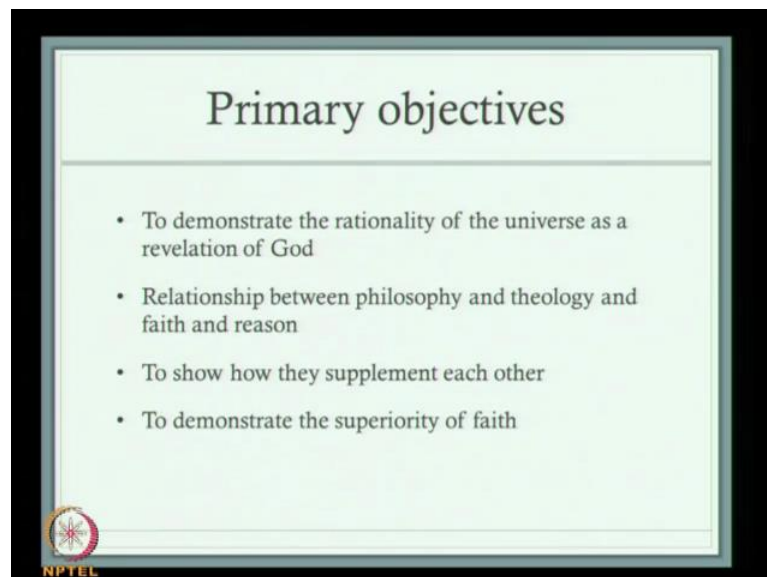 Primary objectives
• To demonstrate the rationality of the universe as a
revelation of God
• Relationship between philosophy and theology and
faith and reason
• To show how they supplement each other
• To demonstrate the superiority of faith
NPTEL